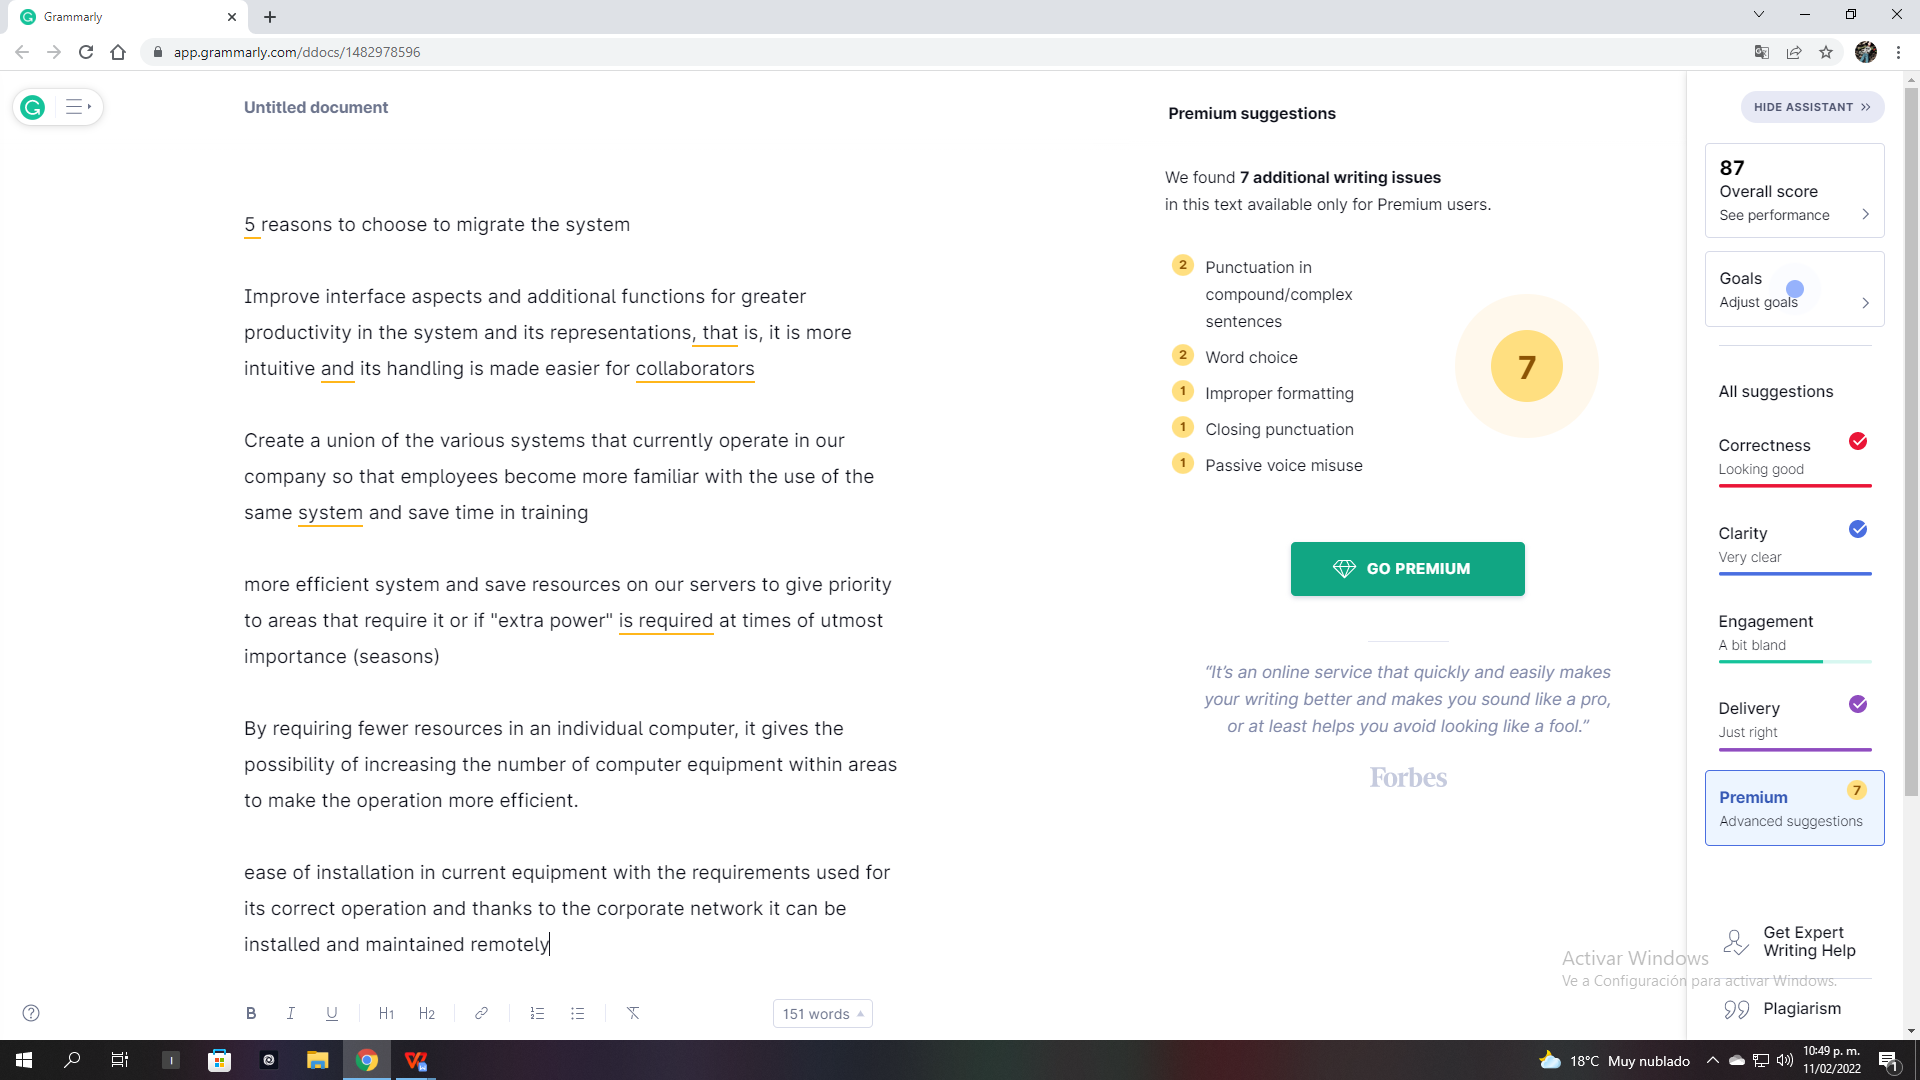 Grammarly
app.grammarly.com/ddocs/1482978596
Untitled document
5 reasons to choose to migrate the system
Improve interface aspects and additional functions for greater
productivity in the system and its representations, that is, it is more
intuitive and its handling is made easier for collaborators
Create a union of the various systems that currently operate in our
company so that employees become more familiar with the use of the
same system and save time in training
more efficient system and save resources on our servers to give priority
to areas that require it or if "extra power" is required at times of utmost
importance (seasons)
By requiring fewer resources in an individual computer, it gives the
possibility of increasing the number of computer equipment within areas
to make the operation more efficient.
ease of installation in current equipment with the requirements used for
its correct operation and thanks to the corporate network it can be
installed and maintained remotely
B I U H1 H2
151 words
Premium suggestions
We found 7 additional writing issues
in this text available only for Premium users.
2 Punctuation in
compound/complex
sentences
2 Word choice
1 Improper formatting
1 Closing punctuation
1 Passive voice misuse
7
GO PREMIUM
“It’s an online service that quickly and easily makes
your writing better and makes you sound like a pro,
or at least helps you avoid looking like a fool.”
Forbes
HIDE ASSISTANT
87
Overall score
See performance
Goals
Adjust goals
All suggestions
Correctness
Looking good
Clarity
Very clear
Engagement
A bit bland
Delivery
Just right
Premium 7
Advanced suggestions
Get Expert
Writing Help
Plagiarism
Activar Windows
Ve a Configuración para activar Windows.
18°C Muy nublado
10:49 p. m.
11/02/2022
1